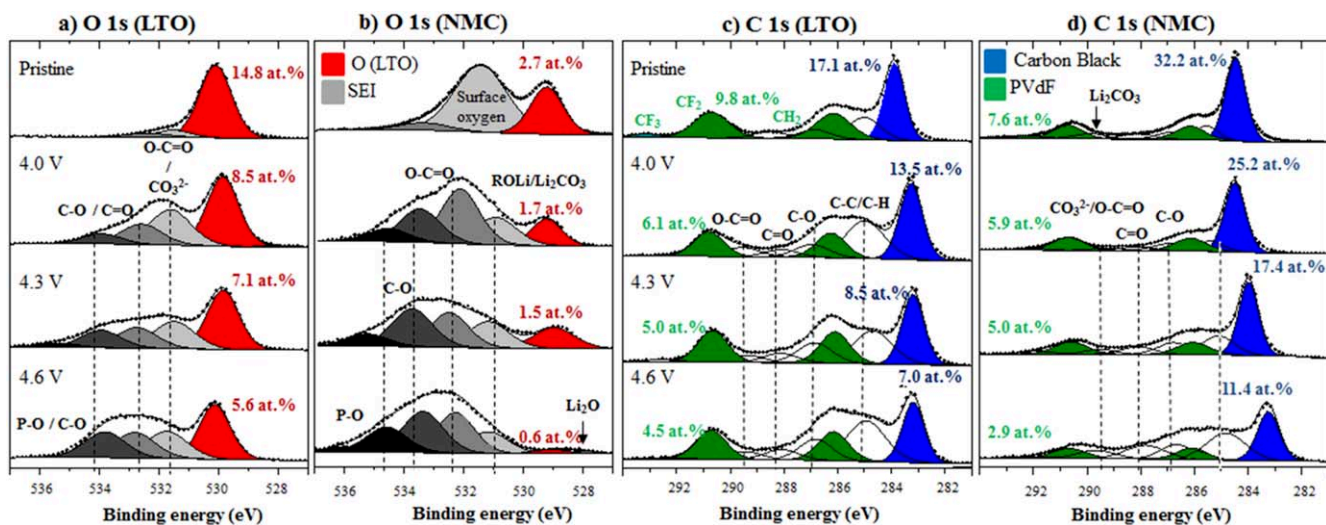 a) O 1s (LTO)
Pristine
14.8 at.%
O-C=O
/
CO₃²⁻
4.0 V
8.5 at.%
C-O / C=O
4.3 V
7.1 at.%
4.6 V
5.6 at.%
P-O / C-O
536 534 532 530
Binding energy (eV)
b) O 1s (NMC)
O (LTO)
SEI
2.7 at.%
Surface
oxygen
O-C=O
ROLi/Li₂CO₃
1.7 at.%
C-O
1.5 at.%
P-O
Li₂O
0.6 at.%
536 534 532 530 528
Binding energy (eV)
c) C 1s (LTO)
17.1 at.%
CF₂
9.8 at.%
CF₃
CH₂
4.0 V
13.5 at.%
C-C/C-H
6.1 at.%
O-C=O
C-O
C=O
4.3 V
8.5 at.%
5.0 at.%
4.6 V
7.0 at.%
4.5 at.%
292 290 288 286 284 282
Binding energy (eV)
d) C 1s (NMC)
Carbon Black
PVdF
32.2 at.%
Li₂CO₃
7.6 at.%
25.2 at.%
5.9 at.%
CO₃²⁻/O-C=O
C-O
C=O
17.4 at.%
5.0 at.%
11.4 at.%
2.9 at.%
292 290 288 286 284 282
Binding energy (eV)